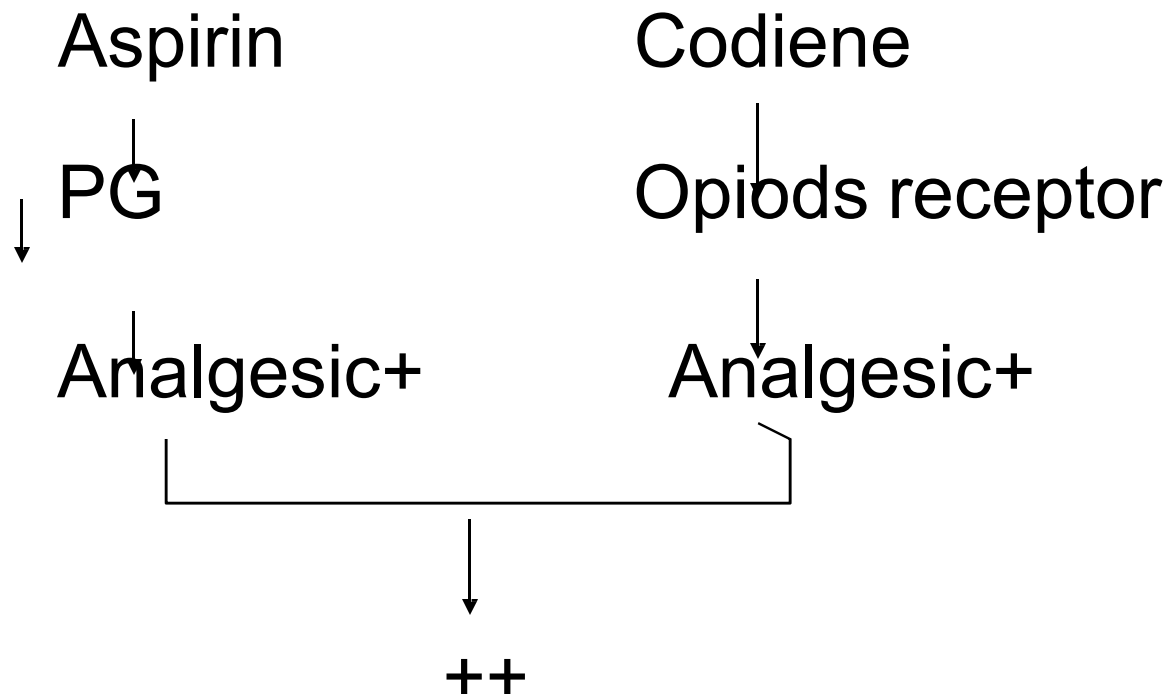 Aspirin Codiene
PG Opiods receptor
Analgesic+ Analgesic+
++